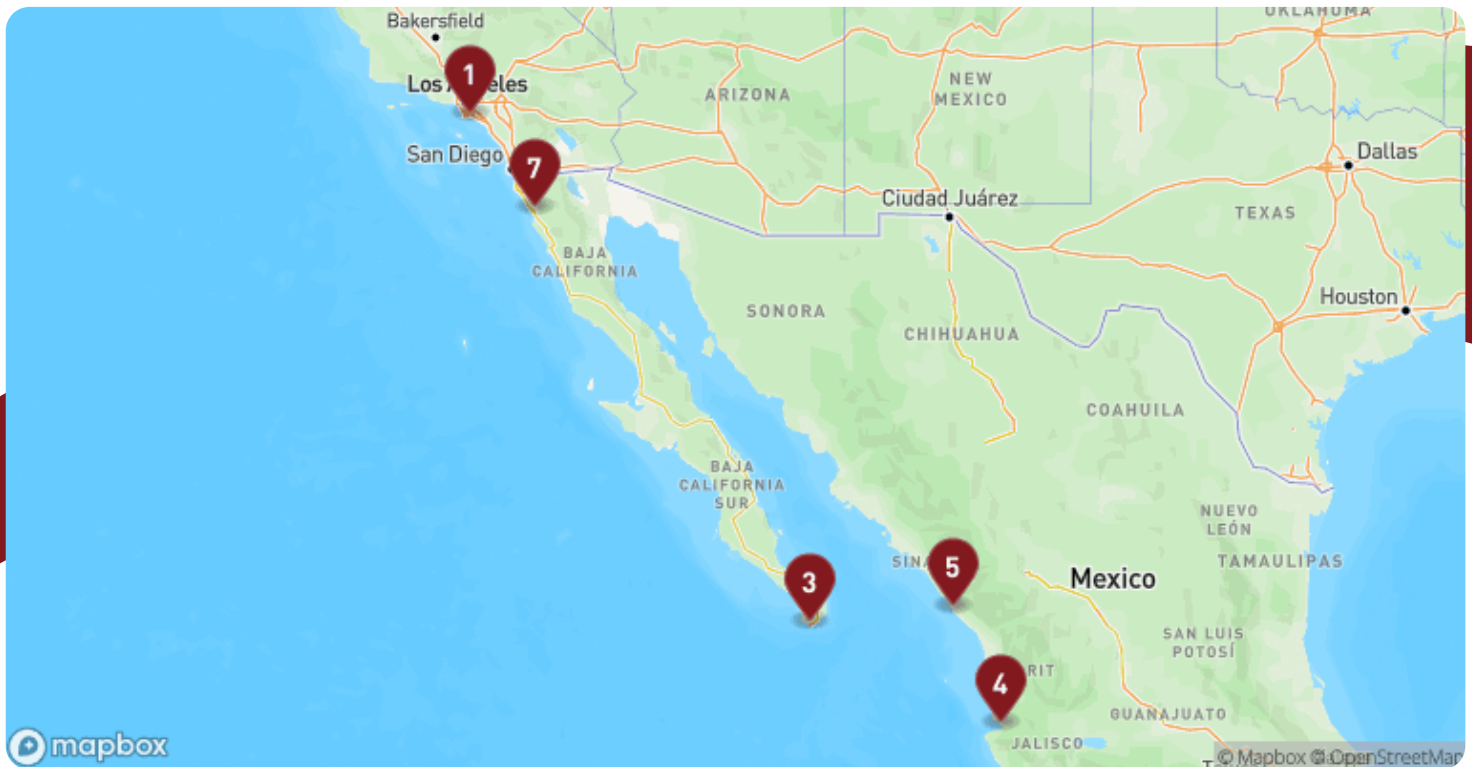 OKLAHOMA
Bakersfield
1
Los Angeles
ARIZONA
NEW
MEXICO
San Diego
7
Dallas
Ciudad Juárez
TEXAS
BAJA
CALIFORNIA
Houston
SONORA
CHIHUAHUA
COAHUILA
BAJA
CALIFORNIA
SUR
NUEVO
LEÓN
SINA
5
TAMAULIPAS
3
Mexico
SAN LUIS
POTOSÍ
4
RIT
GUANAJUATO
JALISCO
mapbox
© Mapbox © OpenStreetMap